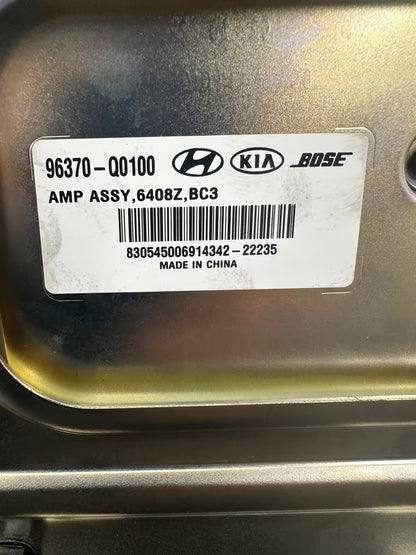 96370-Q0100 KIA BOSE
AMP ASSY,6408Z,BC3
830545006914342-22235
MADE IN CHINA